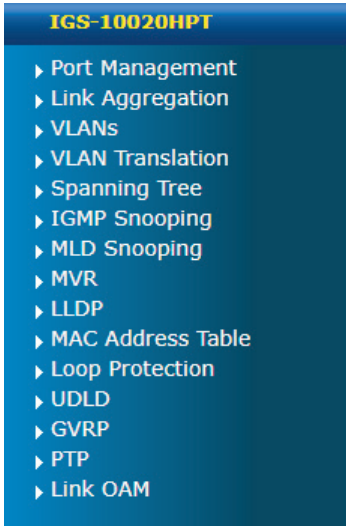 IGS-10020HPT
Port Management
Link Aggregation
VLANs
VLAN Translation
Spanning Tree
IGMP Snooping
MLD Snooping
MVR
LLDP
MAC Address Table
Loop Protection
UDLD
GVRP
PTP
Link OAM